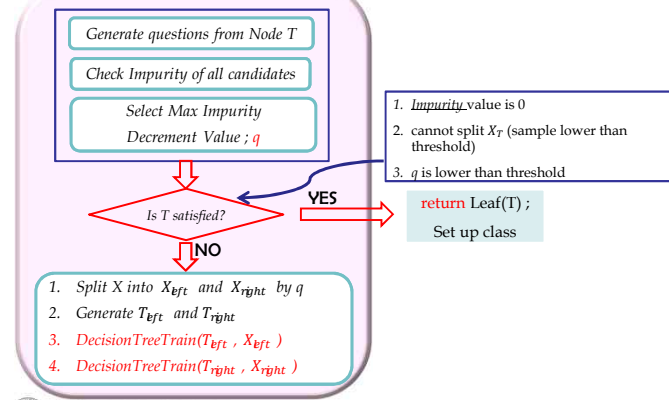 Generate questions from Node T
Check Impurity of all candidates
Select Max Impurity
Decrement Value ; q
1. Impurity value is 0
2. cannot split X_T (sample lower than
threshold)
3. q is lower than threshold
Is T satisfied?
YES
return Leaf(T) ;
Set up class
NO
1. Split X into X_left and X_right by q
2. Generate T_left and T_right
3. DecisionTreeTrain(T_left , X_left )
4. DecisionTreeTrain(T_right , X_right )